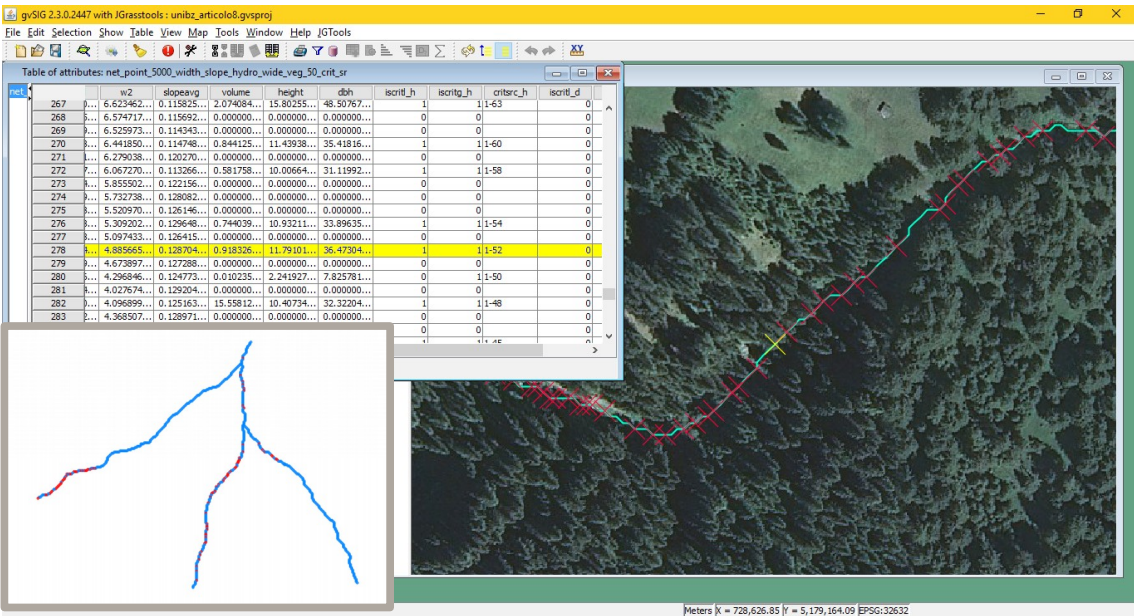 gvSIG 2.3.0.2447 with JGrasstools : unibz_articolo8.gvsproj
File Edit Selection Show Table View Map Tools Window Help JGTools
Table of attributes: net_point_5000_width_slope_hydro_wide_veg_50_crit_sr
net_
w2 slopeavg volume height dbh iscritl_h iscritg_h critsrc_h iscritl_d
267 6.623462... 0.115825... 2.074084... 15.80255... 48.50767... 1 1 1-63
268 6.574717... 0.115692... 0.000000... 0.000000... 0.000000... 0 0 0
269 6.525973... 0.114343... 0.000000... 0.000000... 0.000000... 0 0 0
270 6.441850... 0.114748... 0.844125... 11.43938... 35.41816... 1 1 1-60 0
271 6.279038... 0.120270... 0.000000... 0.000000... 0.000000... 0 0 0
272 6.067270... 0.113266... 0.581758... 10.00664... 31.11992... 1 1 1-58 0
273 5.855502... 0.122156... 0.000000... 0.000000... 0.000000... 0 0 0
274 5.732738... 0.128082... 0.000000... 0.000000... 0.000000... 0 0 0
275 5.520970... 0.126146... 0.000000... 0.000000... 0.000000... 0 0 0
276 5.309202... 0.129648... 0.744039... 10.93211... 33.89635... 1 1 1-54 0
277 5.097433... 0.126415... 0.000000... 0.000000... 0.000000... 0 0 0
278 4.885665... 0.128704... 0.918326... 11.79101... 36.47304... 1 1 1-52 0
279 4.673897... 0.127288... 0.000000... 0.000000... 0.000000... 0 0 0
280 4.296846... 0.124773... 0.010235... 2.241927... 7.825781... 1 1 1-50 0
281 4.027674... 0.129204... 0.000000... 0.000000... 0.000000... 0 0 0
282 4.096899... 0.125163... 15.55812... 10.40734... 32.32204... 1 1 1-48 0
283 4.368507... 0.128971... 0.000000... 0.000000... 0.000000... 0 0 0
0 0 0
Meters X = 728,626.85 Y = 5,179,164.09 EPSG:32632